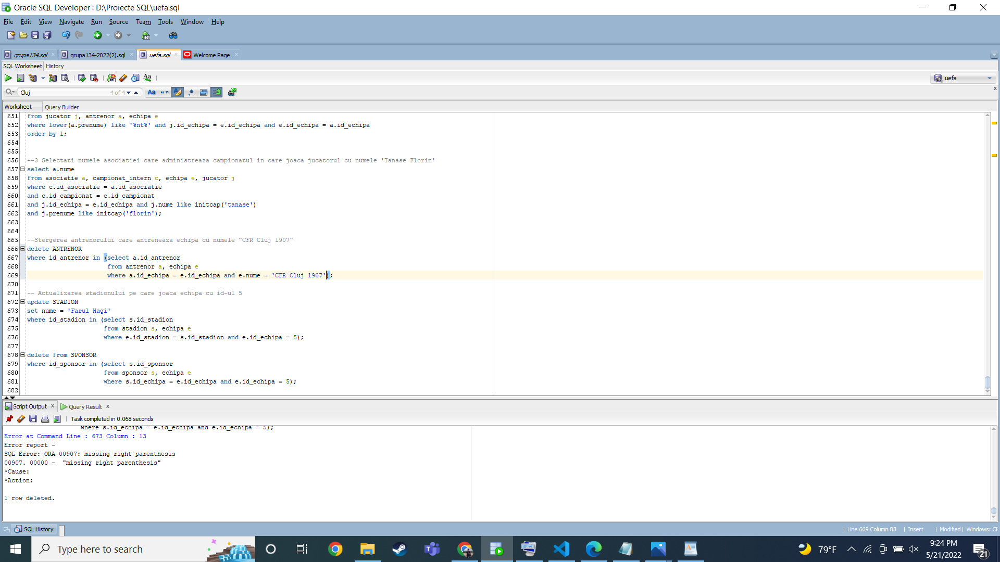 Oracle SQL Developer : D:\Proiecte SQL\uefa.sql
File Edit View Navigate Run Source Team Tools Window Help
grupa134.sql × grupa134-2022(2).sql × uefa.sql × Welcome Page ×
SQL Worksheet History
uefa
Cluj 4 of 4 Aa “ ” .*
Worksheet Query Builder
651 from jucator j, antrenor a, echipa e
652 where lower(a.prenume) like '%nt%' and j.id_echipa = e.id_echipa and e.id_echipa = a.id_echipa
653 order by 1;
654
655
656 --3 Selectati numele asociatiei care administreaza campionatul in care joaca jucatorul cu numele 'Tanase Florin'
657 select a.nume
658 from asociatie a, campionat_intern c, echipa e, jucator j
659 where c.id_asociatie = a.id_asociatie
660 and c.id_campionat = e.id_campionat
661 and j.id_echipa = e.id_echipa and j.nume like initcap('tanase')
662 and j.prenume like initcap('florin');
663
664
665 --Stergerea antrenorului care antreneaza echipa cu numele "CFR Cluj 1907"
666 delete ANTRENOR
667 where id_antrenor in (select a.id_antrenor
668 from antrenor a, echipa e
669 where a.id_echipa = e.id_echipa and e.nume = 'CFR Cluj 1907');
670
671 -- Actualizarea stadionului pe care joaca echipa cu id-ul 5
672 update STADION
673 set nume = 'Farul Hagi'
674 where id_stadion in (select s.id_stadion
675 from stadion s, echipa e
676 where e.id_stadion = s.id_stadion and e.id_echipa = 5);
677
678 delete from SPONSOR
679 where id_sponsor in (select s.id_sponsor
680 from sponsor s, echipa e
681 where s.id_echipa = e.id_echipa and e.id_echipa = 5);
682
Script Output × Query Result ×
Task completed in 0.068 seconds
where s.id_echipa = e.id_echipa and e.id_echipa = 5);
Error at Command Line : 673 Column : 13
Error report -
SQL Error: ORA-00907: missing right parenthesis
00907. 00000 - "missing right parenthesis"
*Cause:
*Action:
1 row deleted.
SQL History
Line 669 Column 83 | Insert | Modified | Windows:
Type here to search
79°F
9:24 PM
5/21/2022
21